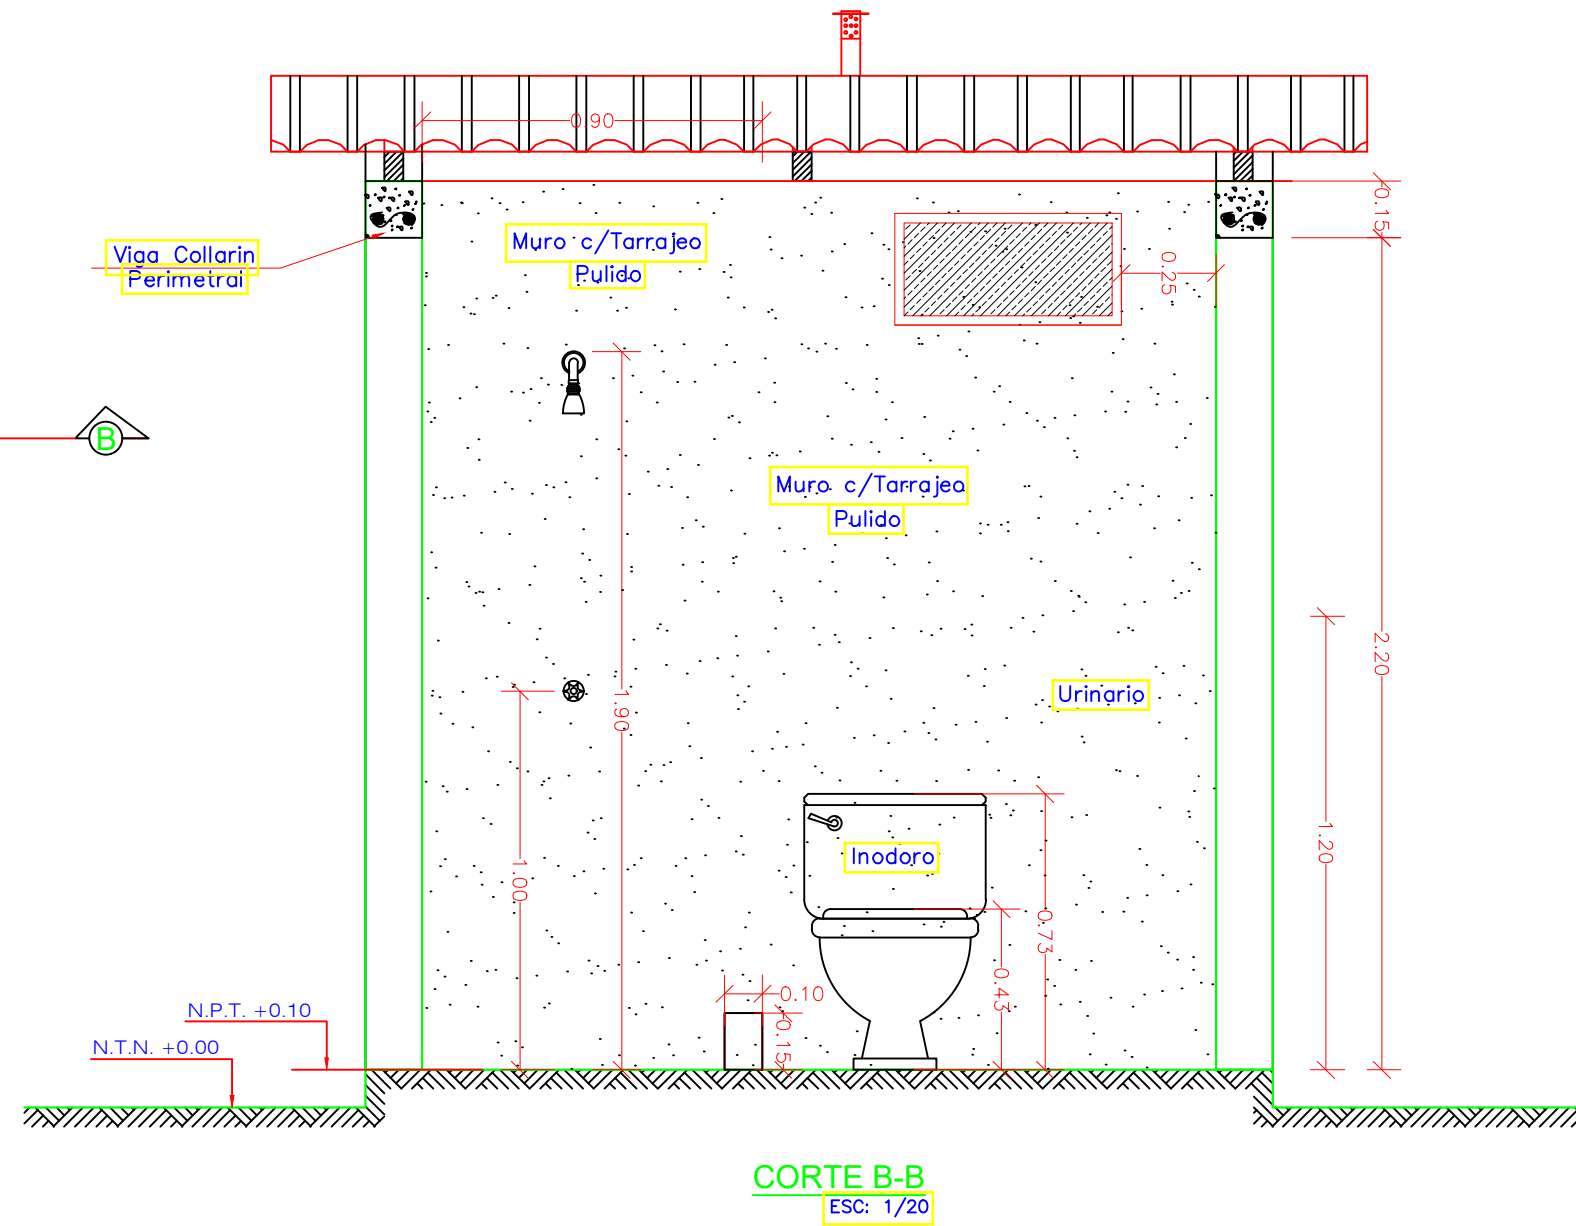 0.90
0.15
Muro c/Tarrajeo
Pulido
Viga Collarin
Perimetral
0.25
B
Muro c/Tarrajeo
Pulido
2.20
Urinario
1.90
1.20
Inodoro
1.00
0.73
0.43
0.10
0.15
N.P.T. +0.10
N.T.N. +0.00
CORTE B-B
ESC: 1/20